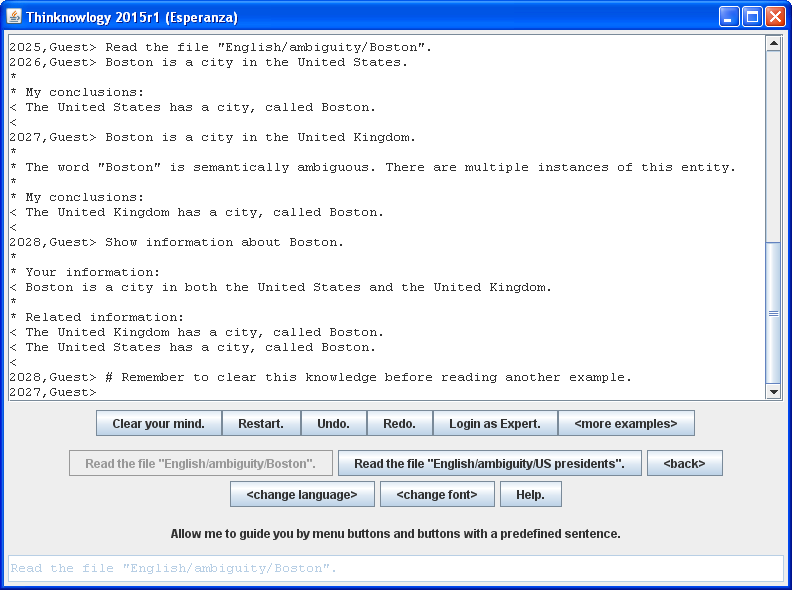 Thinknowlogy 2015r1 (Esperanza)
2025,Guest> Read the file "English/ambiguity/Boston".
2026,Guest> Boston is a city in the United States.
*
* My conclusions:
< The United States has a city, called Boston.
<
2027,Guest> Boston is a city in the United Kingdom.
*
* The word "Boston" is semantically ambiguous. There are multiple instances of this entity.
*
* My conclusions:
< The United Kingdom has a city, called Boston.
<
2028,Guest> Show information about Boston.
*
* Your information:
< Boston is a city in both the United States and the United Kingdom.
*
* Related information:
< The United Kingdom has a city, called Boston.
< The United States has a city, called Boston.
<
2028,Guest> # Remember to clear this knowledge before reading another example.
2027,Guest>
Clear your mind. Restart. Undo. Redo. Login as Expert. <more examples>
Read the file "English/ambiguity/Boston". Read the file "English/ambiguity/US presidents". <back>
<change language> <change font> Help.
Allow me to guide you by menu buttons and buttons with a predefined sentence.
Read the file "English/ambiguity/Boston".